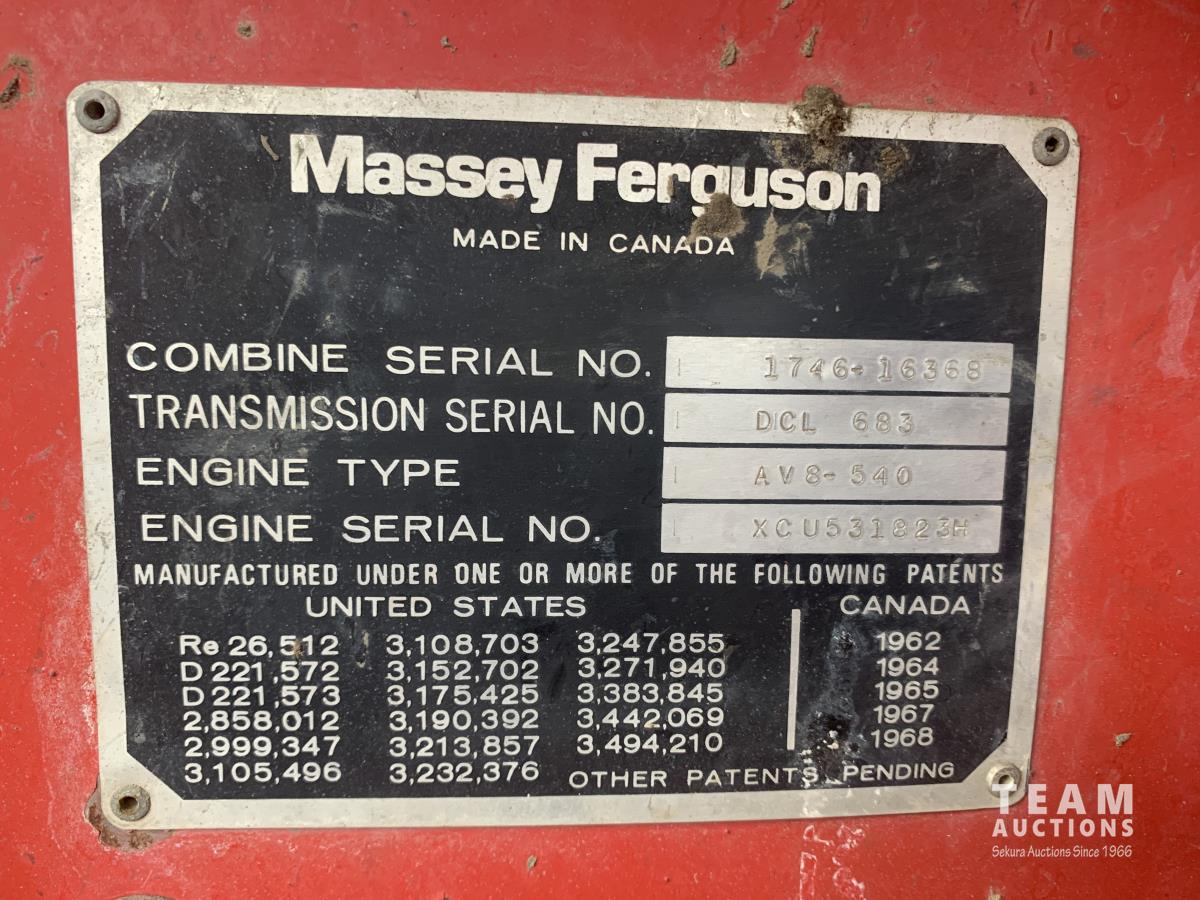 Massey Ferguson
MADE IN CANADA
COMBINE SERIAL NO. 1746-16368
TRANSMISSION SERIAL NO. DCL 683
ENGINE TYPE AV8-540
ENGINE SERIAL NO. XCU531823H
MANUFACTURED UNDER ONE OR MORE OF THE FOLLOWING PATENTS
UNITED STATES CANADA
Re 26,512 3,108,703 3,247,855 1962
D 221,572 3,152,702 3,271,940 1964
D 221,573 3,175,425 3,383,845 1965
2,858,012 3,190,392 3,442,069 1967
2,999,347 3,213,857 3,494,210 1968
3,105,496 3,232,376 OTHER PATENTS PENDING
TEAM
AUCTIONS
Sekura Auctions Since 1966